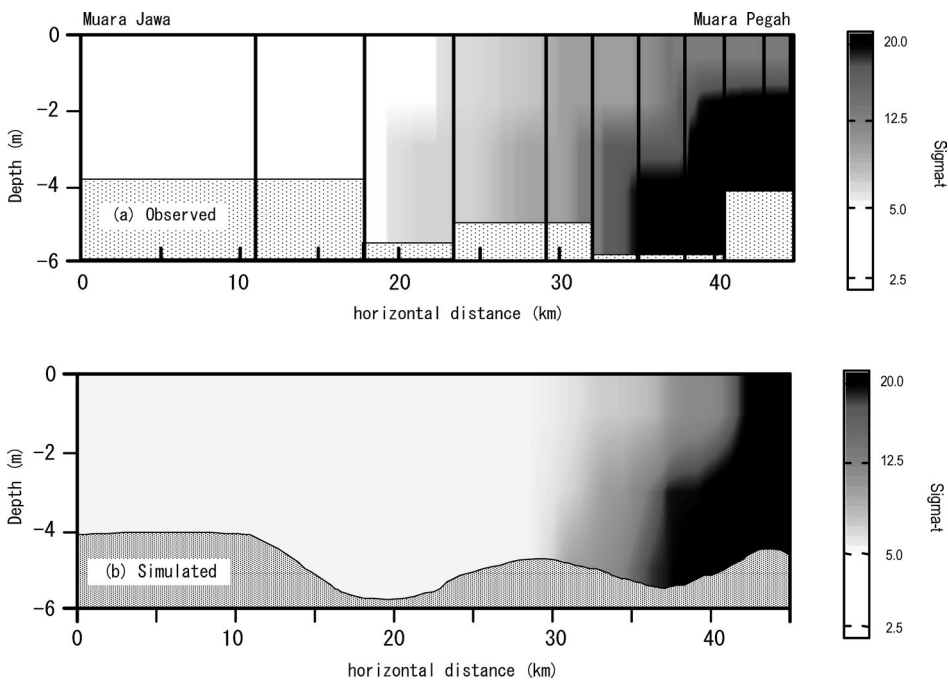 Muara Jawa Muara Pegah
0
-2
-4
-6
Depth (m)
(a) Observed
0 10 20 30 40
horizontal distance (km)
20.0
12.5
5.0
2.5
Sigma-t
0
-2
-4
-6
Depth (m)
(b) Simulated
0 10 20 30 40
horizontal distance (km)
20.0
12.5
5.0
2.5
Sigma-t